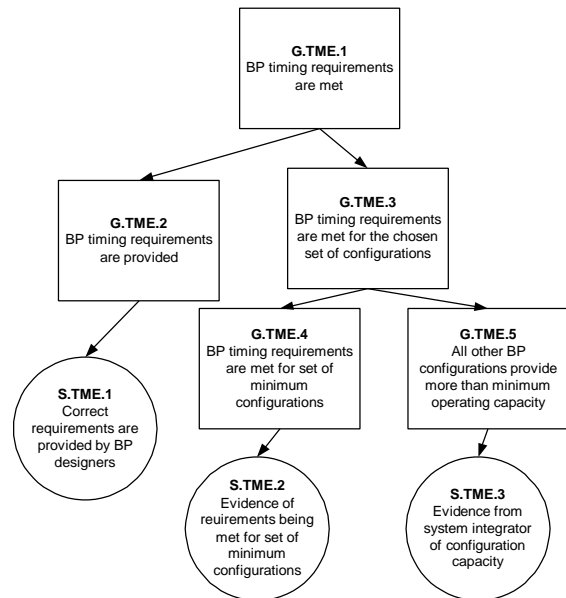 G.TME.1
BP timing requirements
are met
G.TME.2
BP timing requirements
are provided
G.TME.3
BP timing requirements
are met for the chosen
set of configurations
G.TME.4
BP timing requirements
are met for set of
minimum
configurations
G.TME.5
All other BP
configurations provide
more than minimum
operating capacity
S.TME.1
Correct
requirements are
provided by BP
designers
S.TME.2
Evidence of
reuirements being
met for set of
minimum
configurations
S.TME.3
Evidence from
system integrator
of configuration
capacity